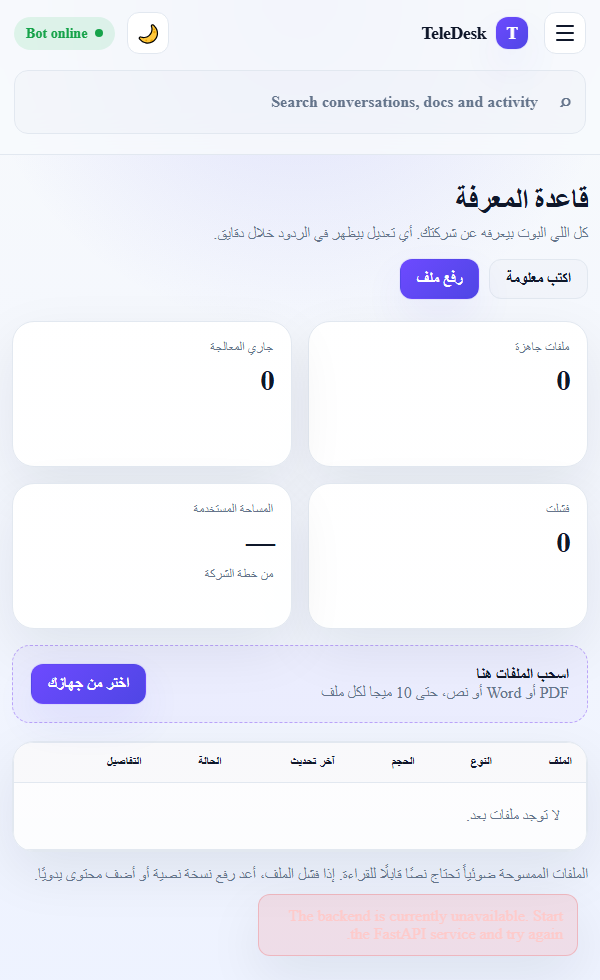 TeleDesk
T
Bot online
Search conversations, docs and activity
قاعدة المعرفة
كل اللي البوت بيعرفه عن شركتك. أي تعديل بيظهر في الردود خلال دقايق.
اكتب معلومة
رفع ملف
ملفات جاهزة
0
جاري المعالجة
0
فشلت
0
المساحة المستخدمة
—
من خطة الشركة
اسحب الملفات هنا
PDF أو Word أو نص، حتى 10 ميجا لكل ملف
اختر من جهازك
الملف النوع الحجم آخر تحديث الحالة التفاصيل
لا توجد ملفات بعد.
الملفات الممسوحة ضوئياً تحتاج نصًا قابلًا للقراءة. إذا فشل الملف، أعد رفع نسخة نصية أو أضف محتوى يدويًا.
The backend is currently unavailable. Start
the FastAPI service and try again.